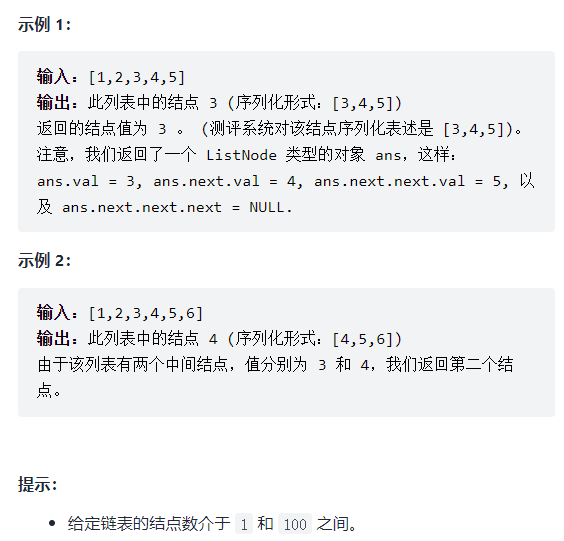 示例 1：
输入：[1,2,3,4,5]
输出：此列表中的结点 3 (序列化形式：[3,4,5])
返回的结点值为 3 。 (测评系统对该结点序列化表述是 [3,4,5])。
注意，我们返回了一个 ListNode 类型的对象 ans，这样：
ans.val = 3, ans.next.val = 4, ans.next.next.val = 5, 以
及 ans.next.next.next = NULL.
示例 2：
输入：[1,2,3,4,5,6]
输出：此列表中的结点 4 (序列化形式：[4,5,6])
由于该列表有两个中间结点，值分别为 3 和 4，我们返回第二个结
点。
提示：
• 给定链表的结点数介于 1 和 100 之间。